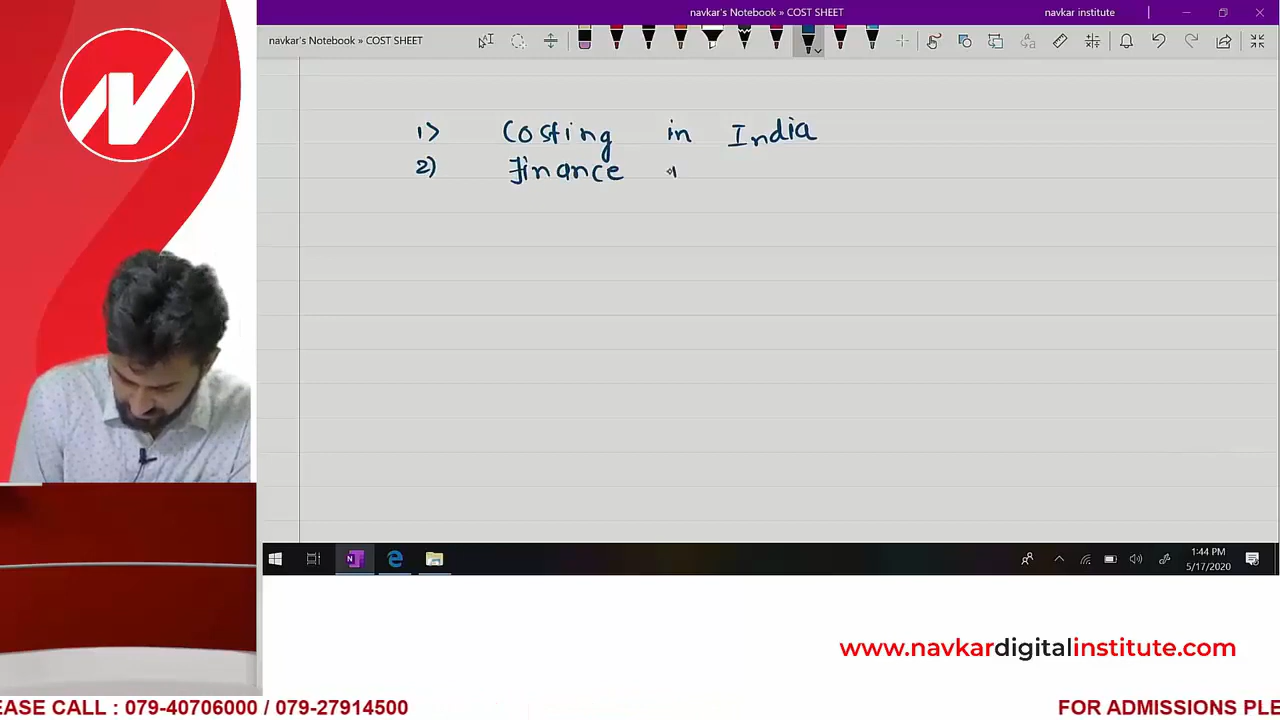 navkar's Notebook » COST SHEET
navkar institute
navkar's Notebook » COST SHEET
1) Costing in India
2) Finance
1:44 PM
5/17/2020
www.navkardigitalinstitute.com
EASE CALL : 079-40706000 / 079-27914500 FOR ADMISSIONS PLE